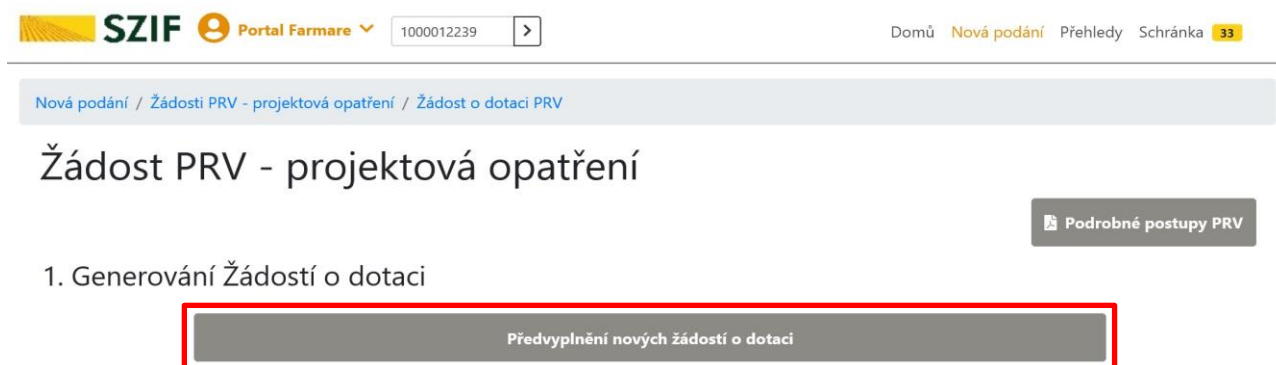 SZIF Portal Farmare 1000012239 Domů Nová podání Přehledy Schránka 33
Nová podání / Žádosti PRV - projektová opatření / Žádost o dotaci PRV
Žádost PRV - projektová opatření
Podrobné postupy PRV
1. Generování Žádostí o dotaci
Předvyplnění nových žádostí o dotaci